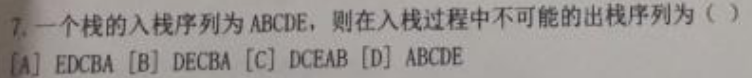 7. 一个栈的入栈序列为 ABCDE，则在入栈过程中不可能的出栈序列为（ ）
[A] EDCBA [B] DECBA [C] DCEAB [D] ABCDE